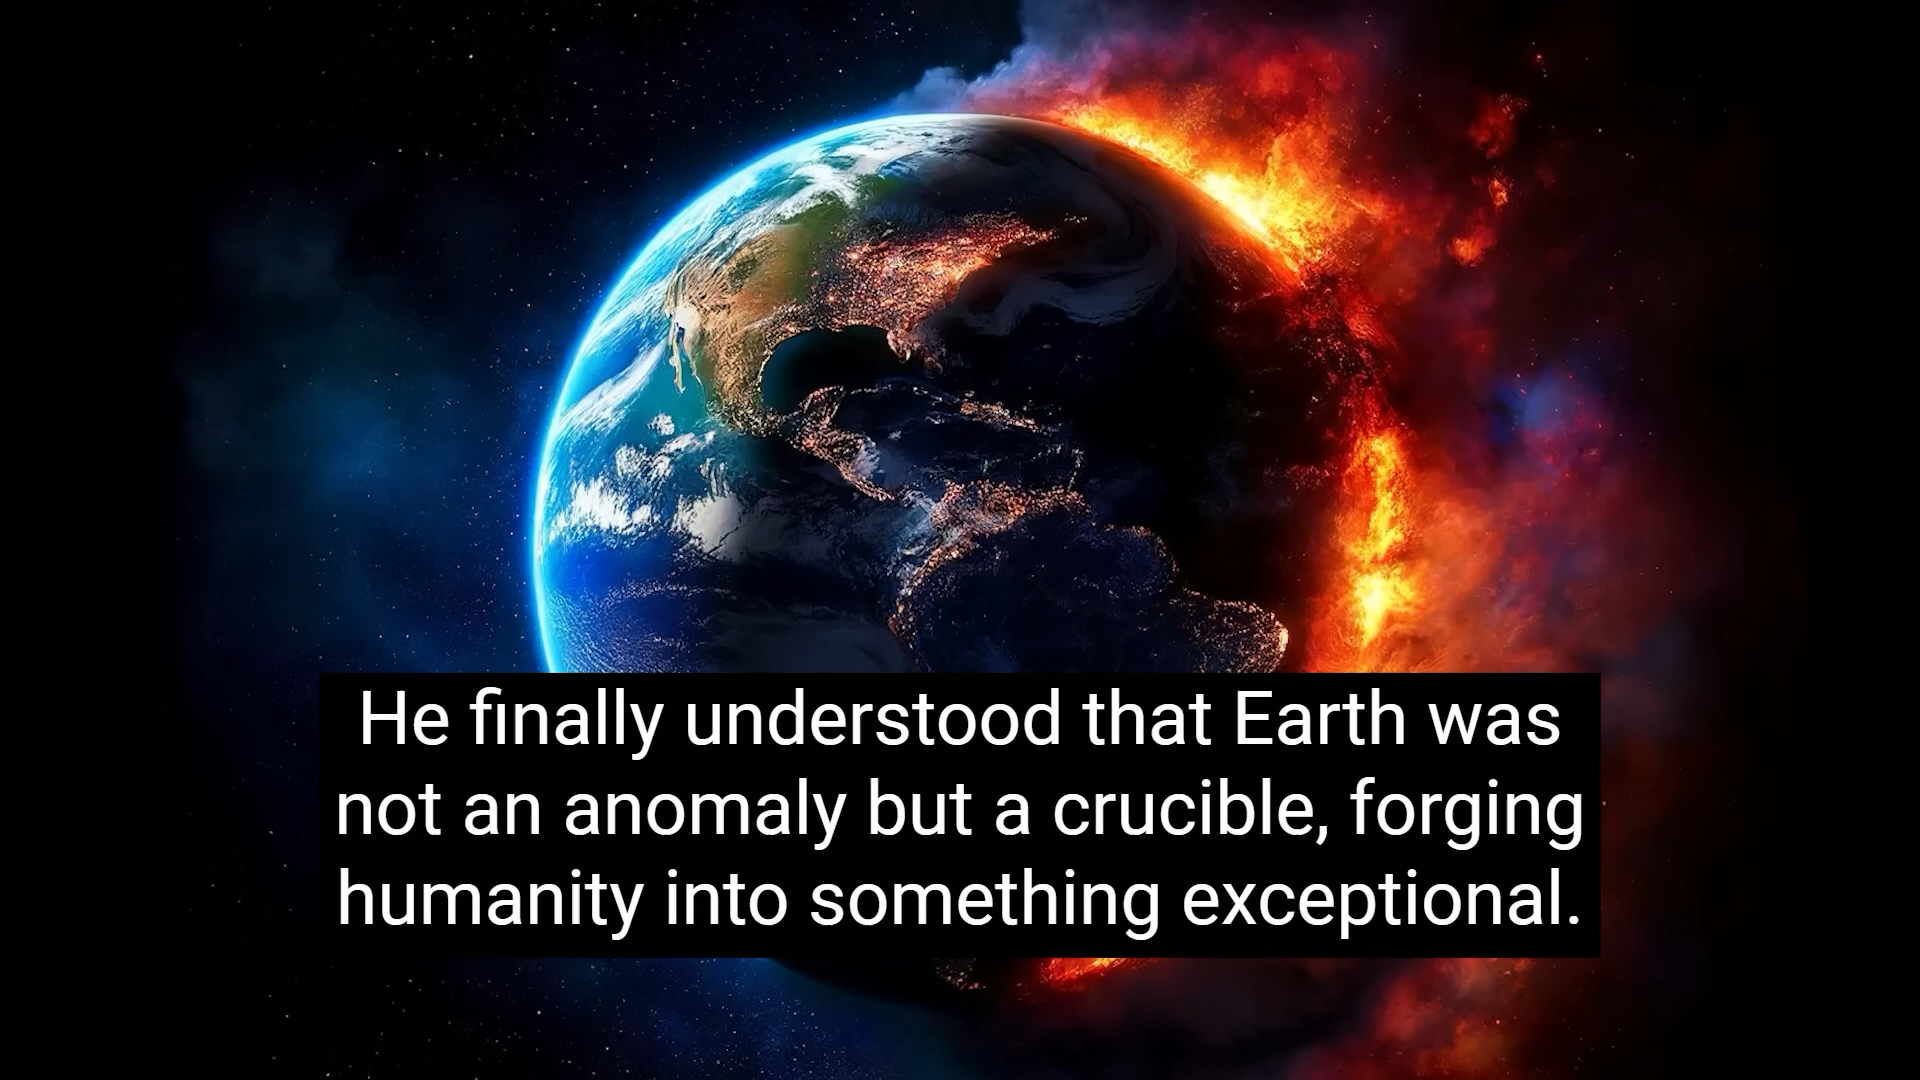 He finally understood that Earth was
not an anomaly but a crucible, forging
humanity into something exceptional.